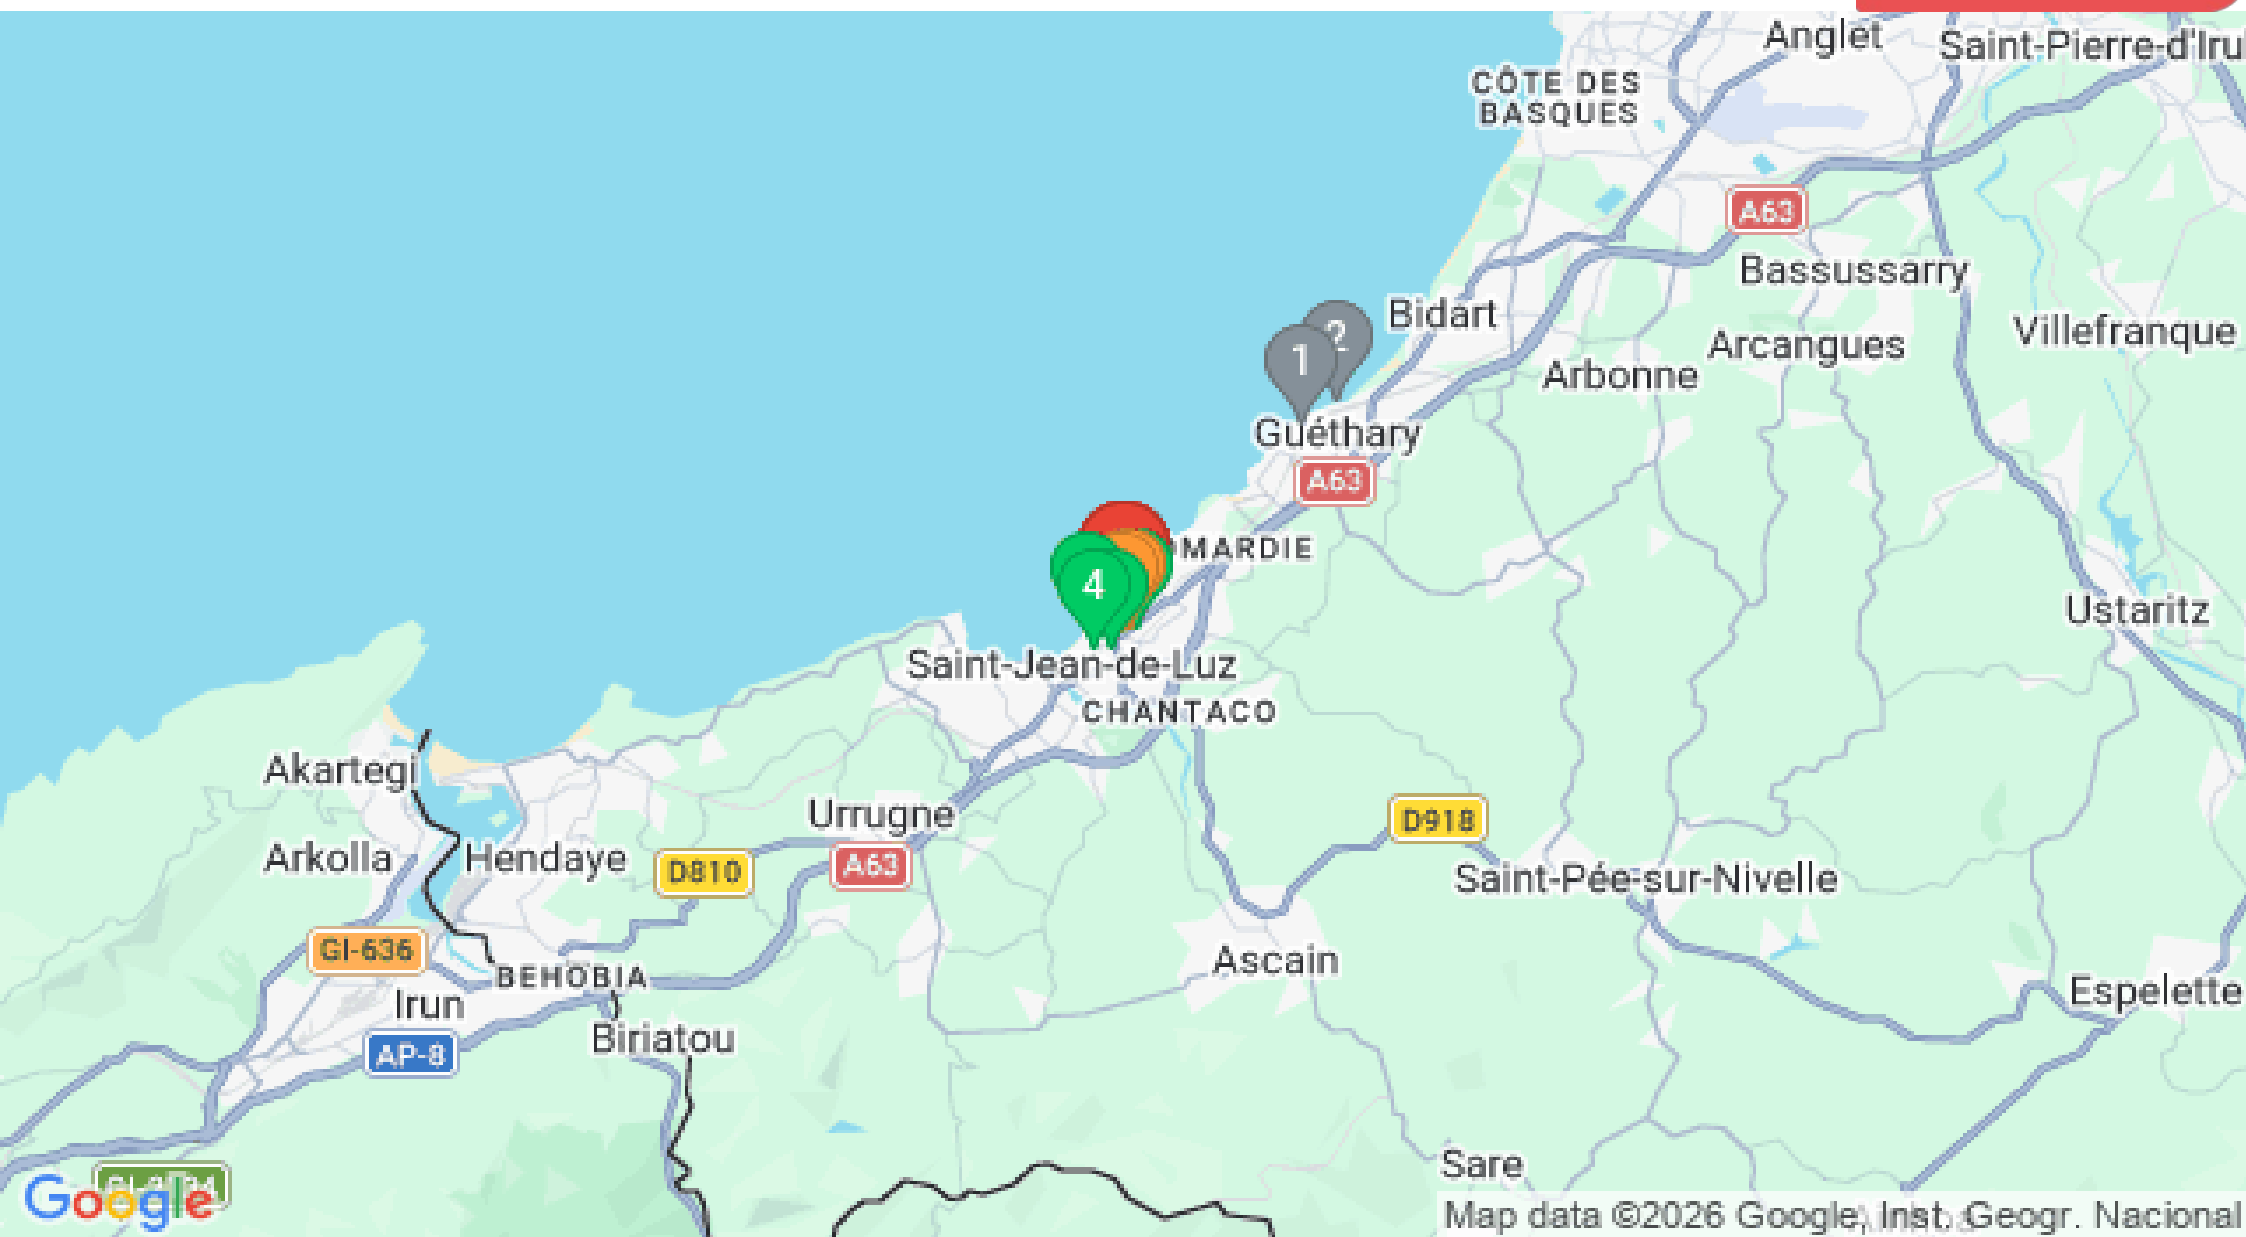 Anglet
Saint-Pierre-d'Iru
CÔTE DES
BASQUES
A63
Bassussarry
Bidart
Villefranque
Arcangues
Arbonne
2
1
Guéthary
A63
MARDIE
4
Ustaritz
Saint-Jean-de-Luz
CHANTACO
Akartegi
Urrugne
D918
Arkolla
Hendaye
D810
A63
Saint-Pée-sur-Nivelle
GI-636
BEHOBIA
Ascain
Irun
Espelette
Biriatou
AP-8
Sare
Google
Map data ©2026 Google, Inst. Geogr. Nacional